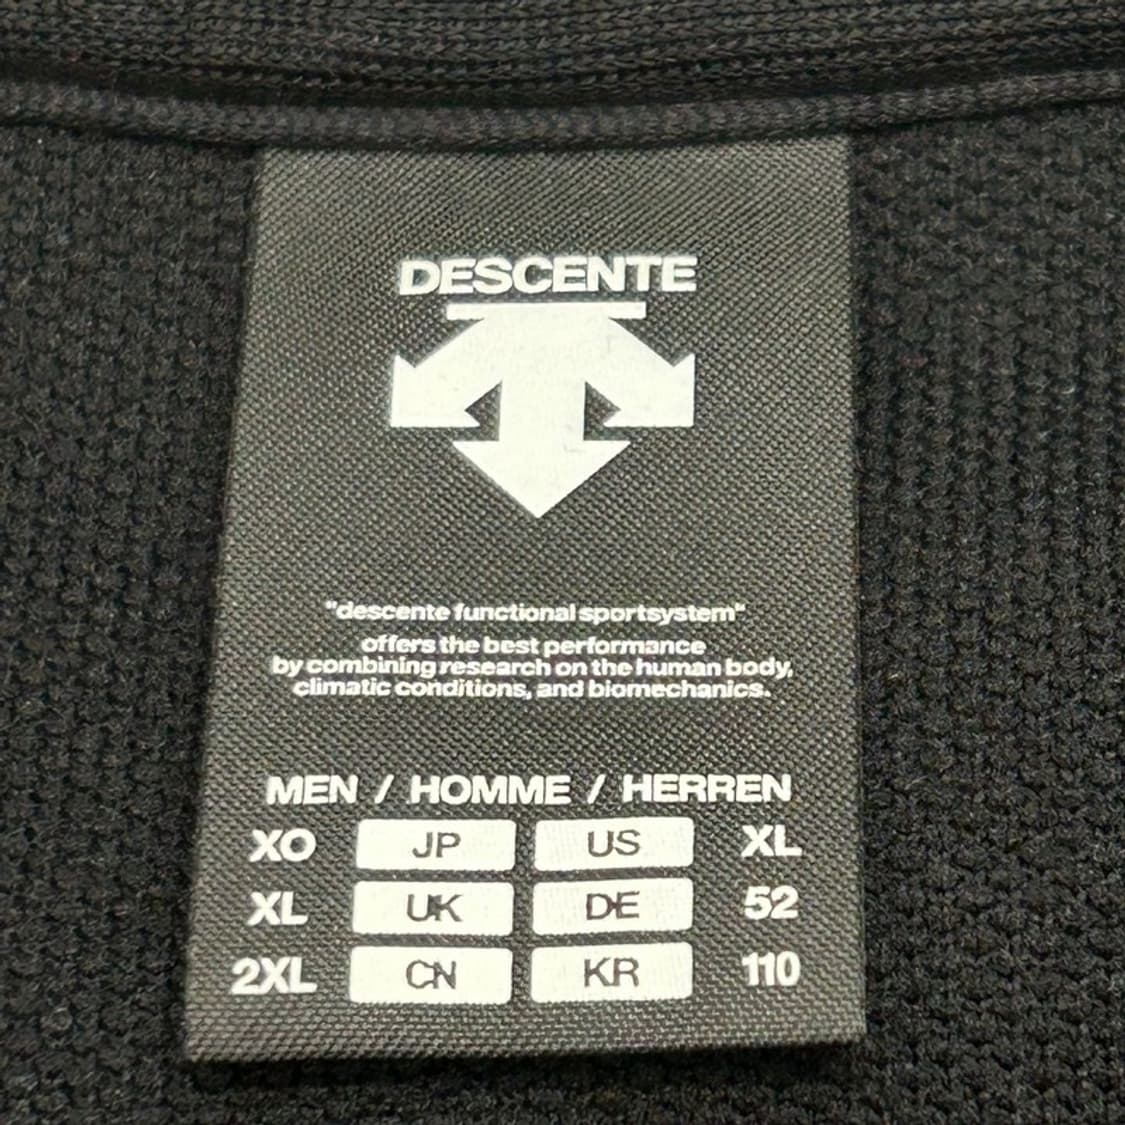 DESCENTE
"descente functional sportsystem"
offers the best performance
by combining research on the human body,
climatic conditions, and biomechanics.
MEN / HOMME / HERREN
XO JP US XL
XL UK DE 52
2XL CN KR 110